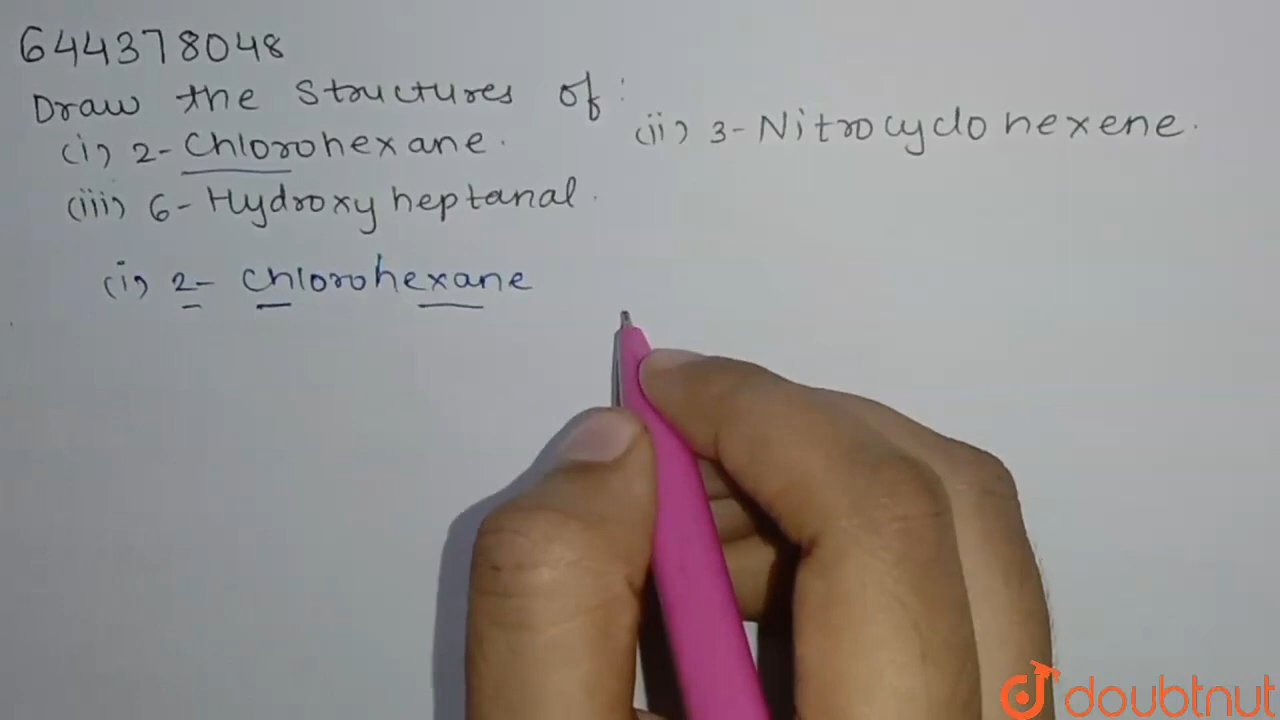 644378048
Draw the Structures of :
(i) 2- Chlorohexane. (ii) 3- Nitrocyclohexene.
(iii) 6- Hydroxy heptanal.
(i) 2- Chlorohexane
doubtnut